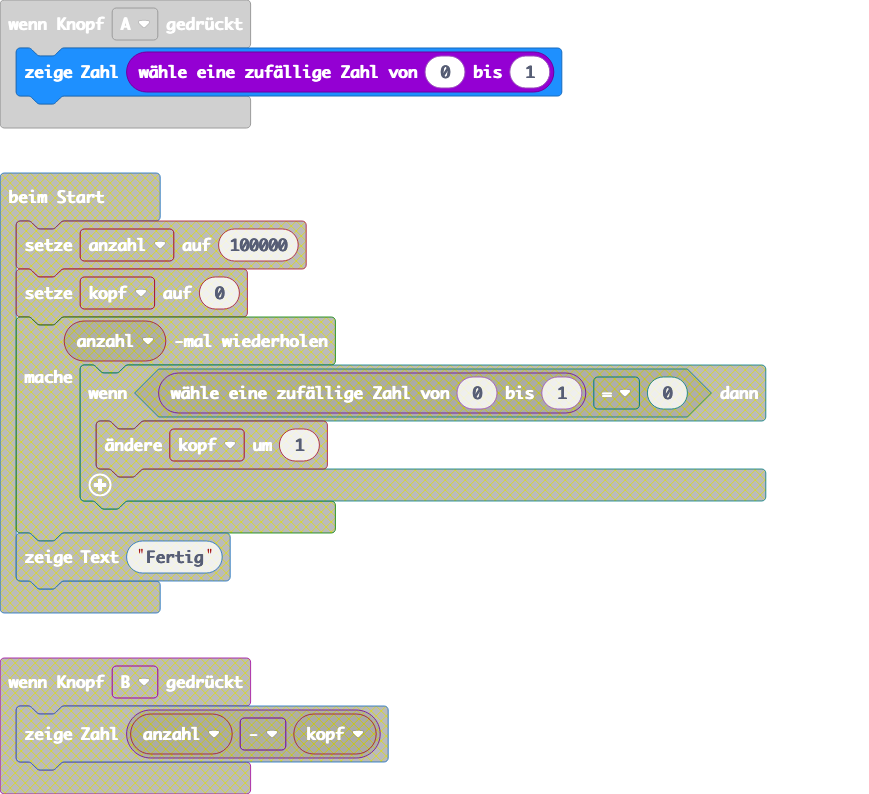 wenn Knopf A gedrückt
zeige Zahl wähle eine zufällige Zahl von 0 bis 1
beim Start
setze anzahl auf 100000
setze kopf auf 0
anzahl -mal wiederholen
mache
wenn wähle eine zufällige Zahl von 0 bis 1 = 0 dann
ändere kopf um 1
zeige Text "Fertig"
wenn Knopf B gedrückt
zeige Zahl anzahl - kopf